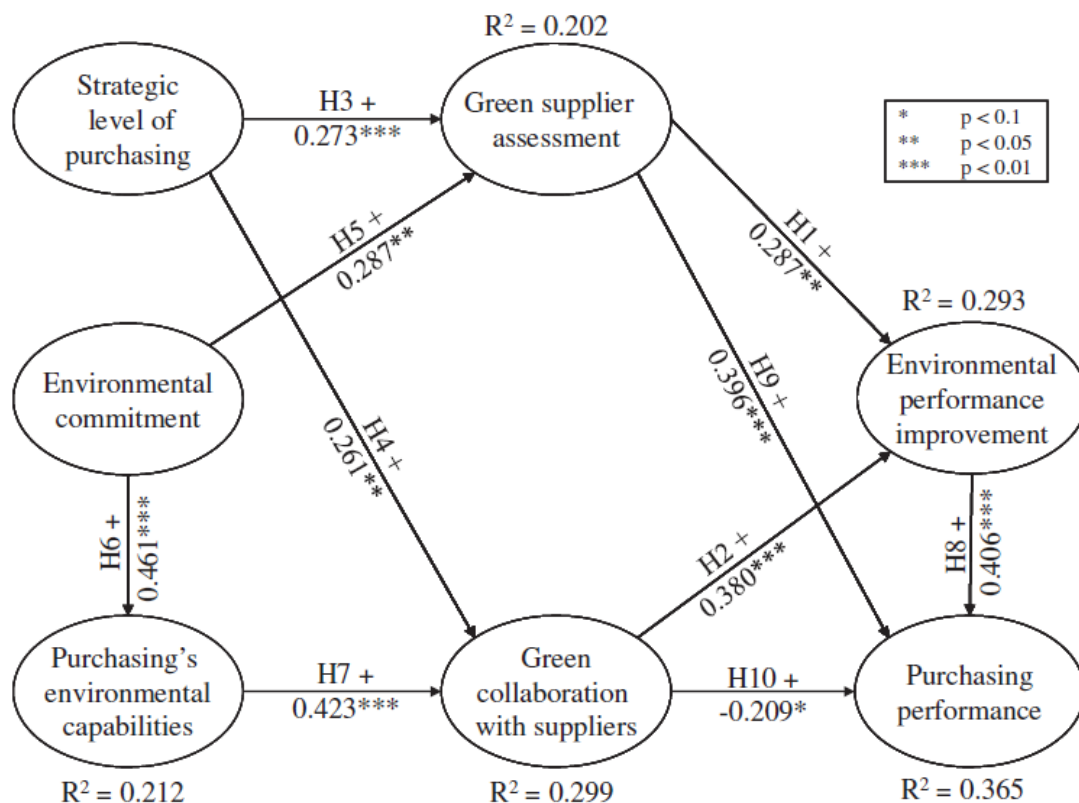 R² = 0.202
Strategic
level of
purchasing
H3 +
0.273***
Green supplier
assessment
* p < 0.1
** p < 0.05
*** p < 0.01
H5 +
0.287**
H1 +
0.287**
R² = 0.293
Environmental
commitment
H4 +
0.261**
H9 +
0.396***
Environmental
performance
improvement
H6 +
0.461***
H2 +
0.380***
H8 +
0.406***
Purchasing’s
environmental
capabilities
H7 +
0.423***
Green
collaboration
with suppliers
H10 +
-0.209*
Purchasing
performance
R² = 0.212
R² = 0.299
R² = 0.365